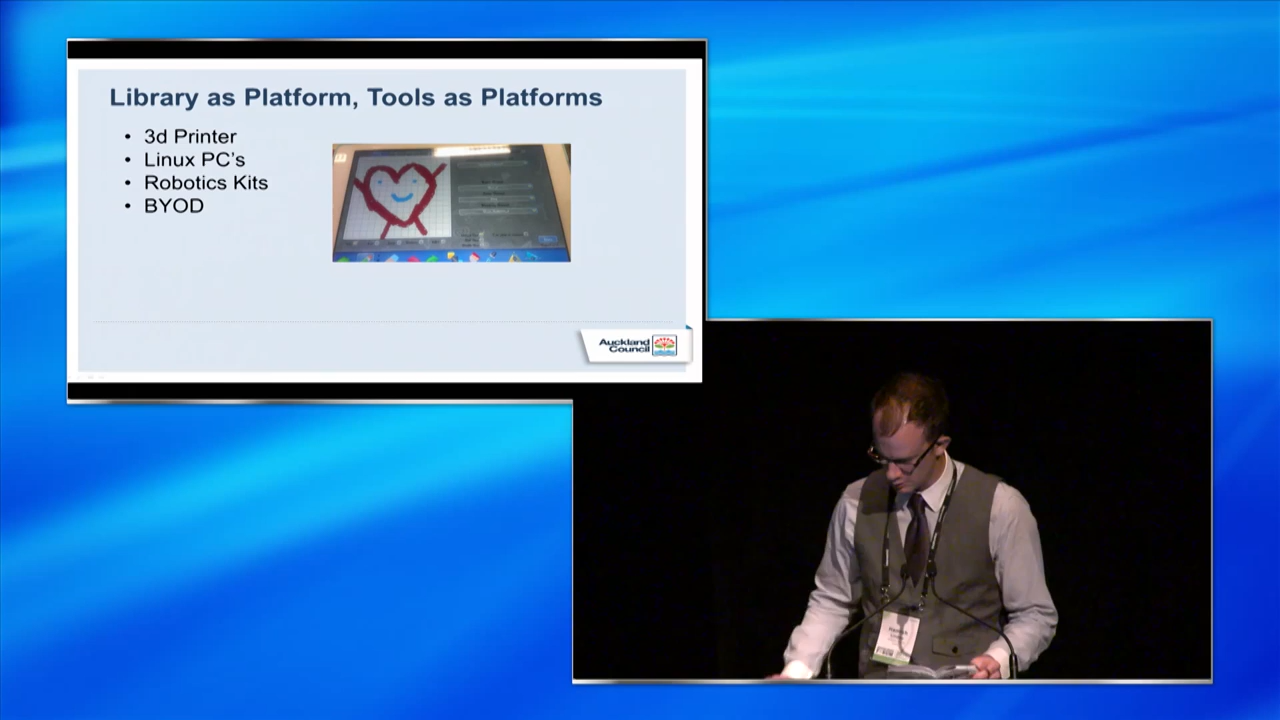 Library as Platform, Tools as Platforms
• 3d Printer
• Linux PC's
• Robotics Kits
• BYOD
Auckland
Council